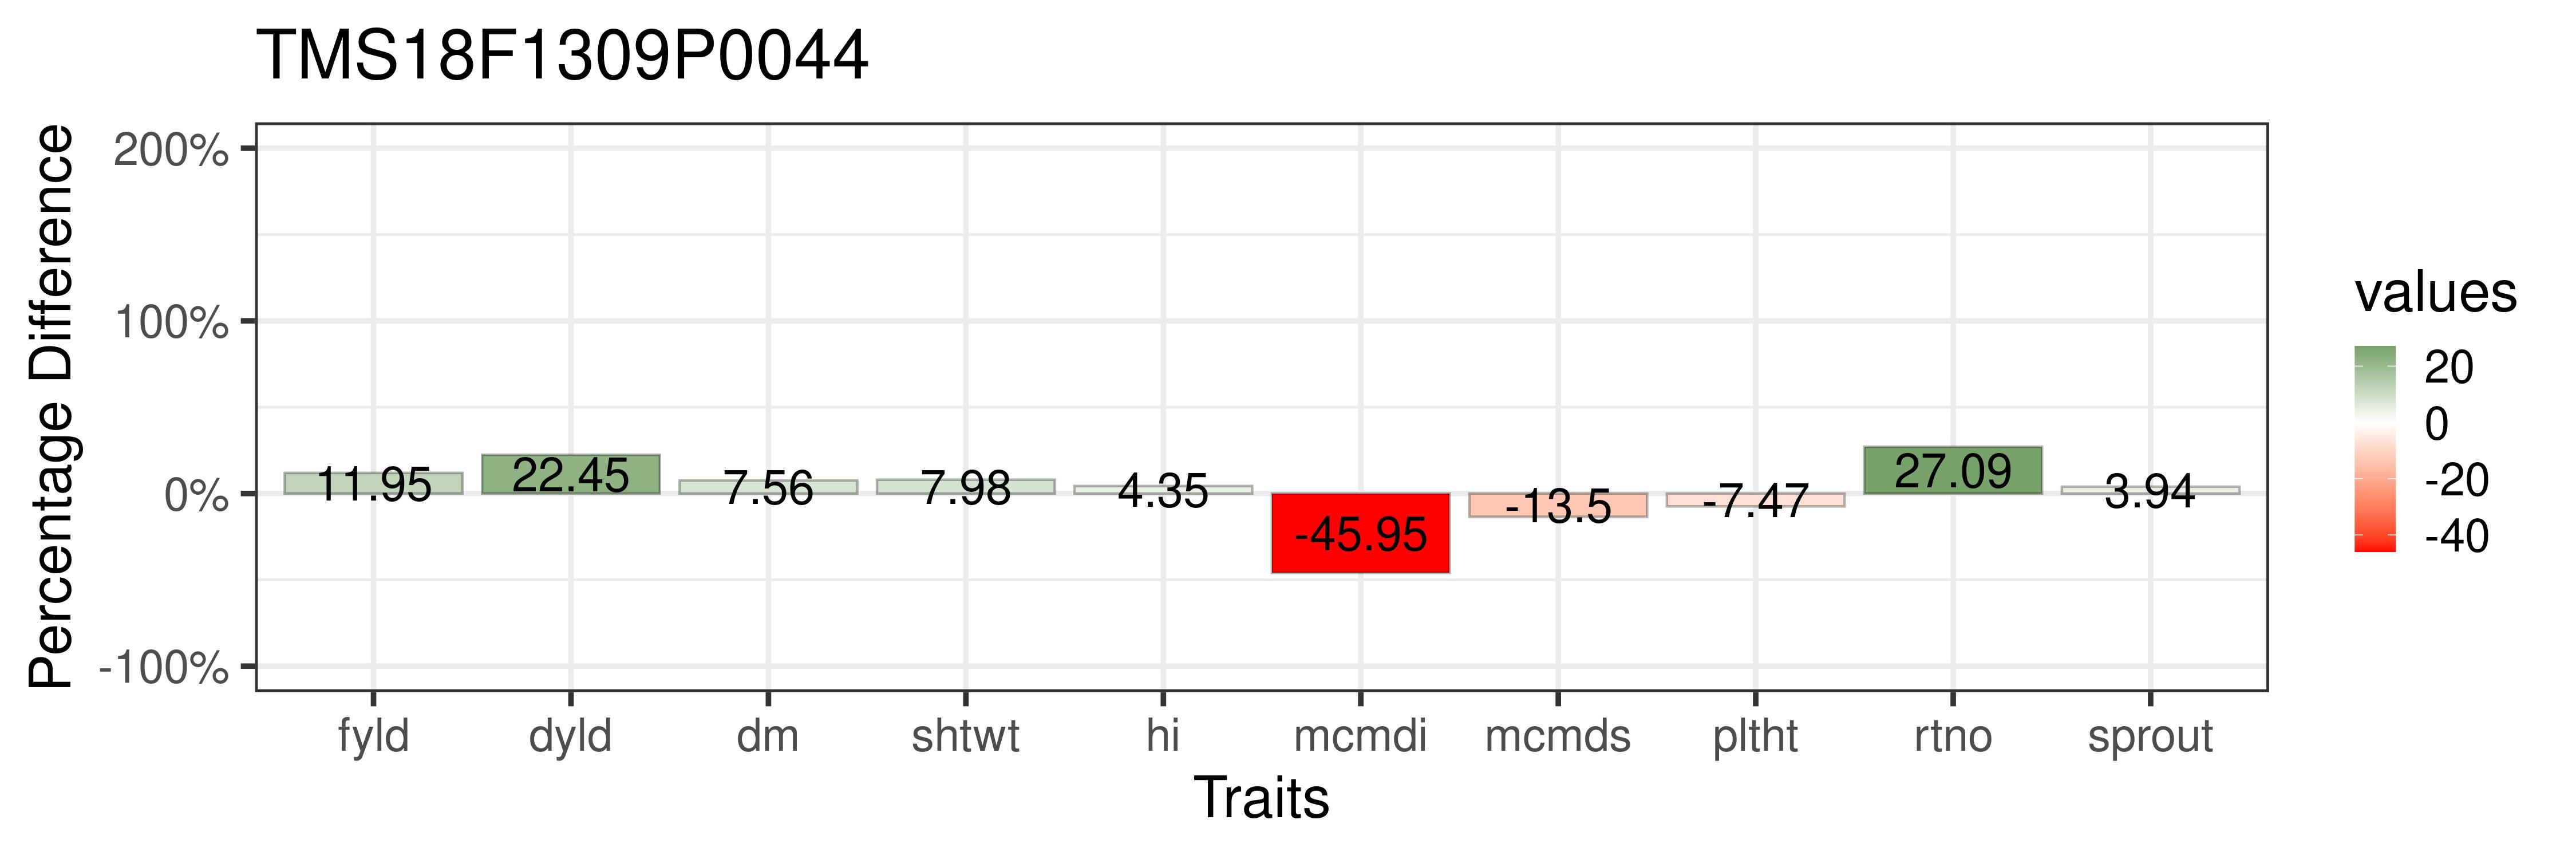 TMS18F1309P0044
Percentage Difference
200%
100%
0%
-100%
11.95 22.45 7.56 7.98 4.35 -45.95 -13.5 -7.47 27.09 3.94
fyld dyld dm shtwt hi mcmdi mcmds pltht rtno sprout
Traits
values
20
0
-20
-40